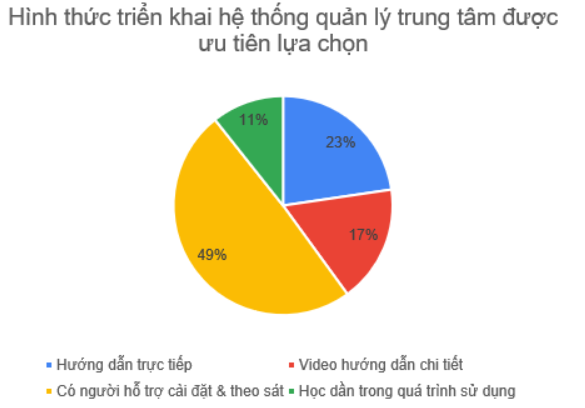 Hình thức triển khai hệ thống quản lý trung tâm được
ưu tiên lựa chọn
11%
23%
17%
49%
Hướng dẫn trực tiếp
Video hướng dẫn chi tiết
Có người hỗ trợ cài đặt & theo sát
Học dần trong quá trình sử dụng